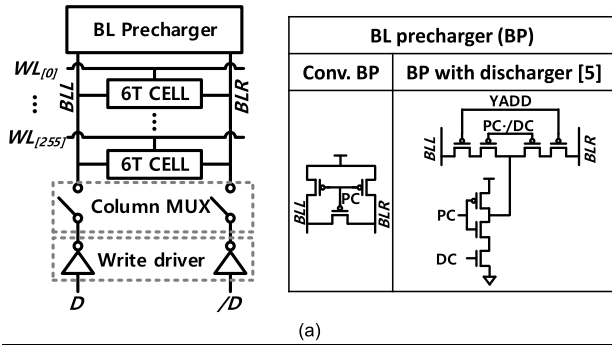 BL Precharger
WL[0]
BLL
BLR
6T CELL
WL[255]
6T CELL
Column MUX
Write driver
D
/D
BL precharger (BP)
Conv. BP
BP with discharger [5]
BLL
PC
BLR
YADD
PC·/DC
BLL
BLR
PC
DC
(a)